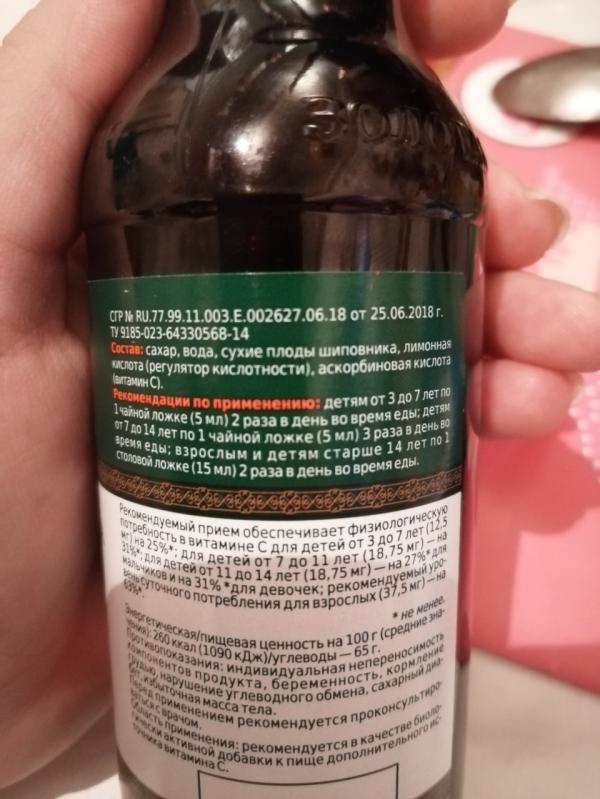 золот
СГР № RU.77.99.11.003.E.002627.06.18 от 25.06.2018 г.
ТУ 9185-023-64330568-14
Состав: сахар, вода, сухие плоды шиповника, лимонная
кислота (регулятор кислотности), аскорбиновая кислота
(витамин С).
Рекомендации по применению: детям от 3 до 7 лет по
1 чайной ложке (5 мл) 2 раза в день во время еды; детям
от 7 до 14 лет по 1 чайной ложке (5 мл) 3 раза в день во
время еды; взрослым и детям старше 14 лет по 1
столовой ложке (15 мл) 2 раза в день во время еды.
Рекомендуемый прием обеспечивает физиологическую
потребность в витамине С для детей от 3 до 7 лет (12,5
мг) на 25%*; для детей от 7 до 11 лет (18,75 мг) — на
31%*; для детей от 11 до 14 лет (18,75 мг) — на 27%* для
мальчиков и на 31% *для девочек; рекомендуемый уро-
вень суточного потребления для взрослых (37,5 мг) — на
63%*.
* не менее.
Энергетическая/пищевая ценность на 100 г (средние зна-
чения): 260 ккал (1090 кДж)/углеводы — 65 г.
Противопоказания: индивидуальная непереносимость
компонентов продукта, беременность, кормление
грудью, нарушение углеводного обмена, сахарный диа-
бет, избыточная масса тела.
Перед применением рекомендуется проконсультиро-
ваться с врачом.
Область применения: рекомендуется в качестве биоло-
гически активной добавки к пище дополнительного ис-
точника витамина С.